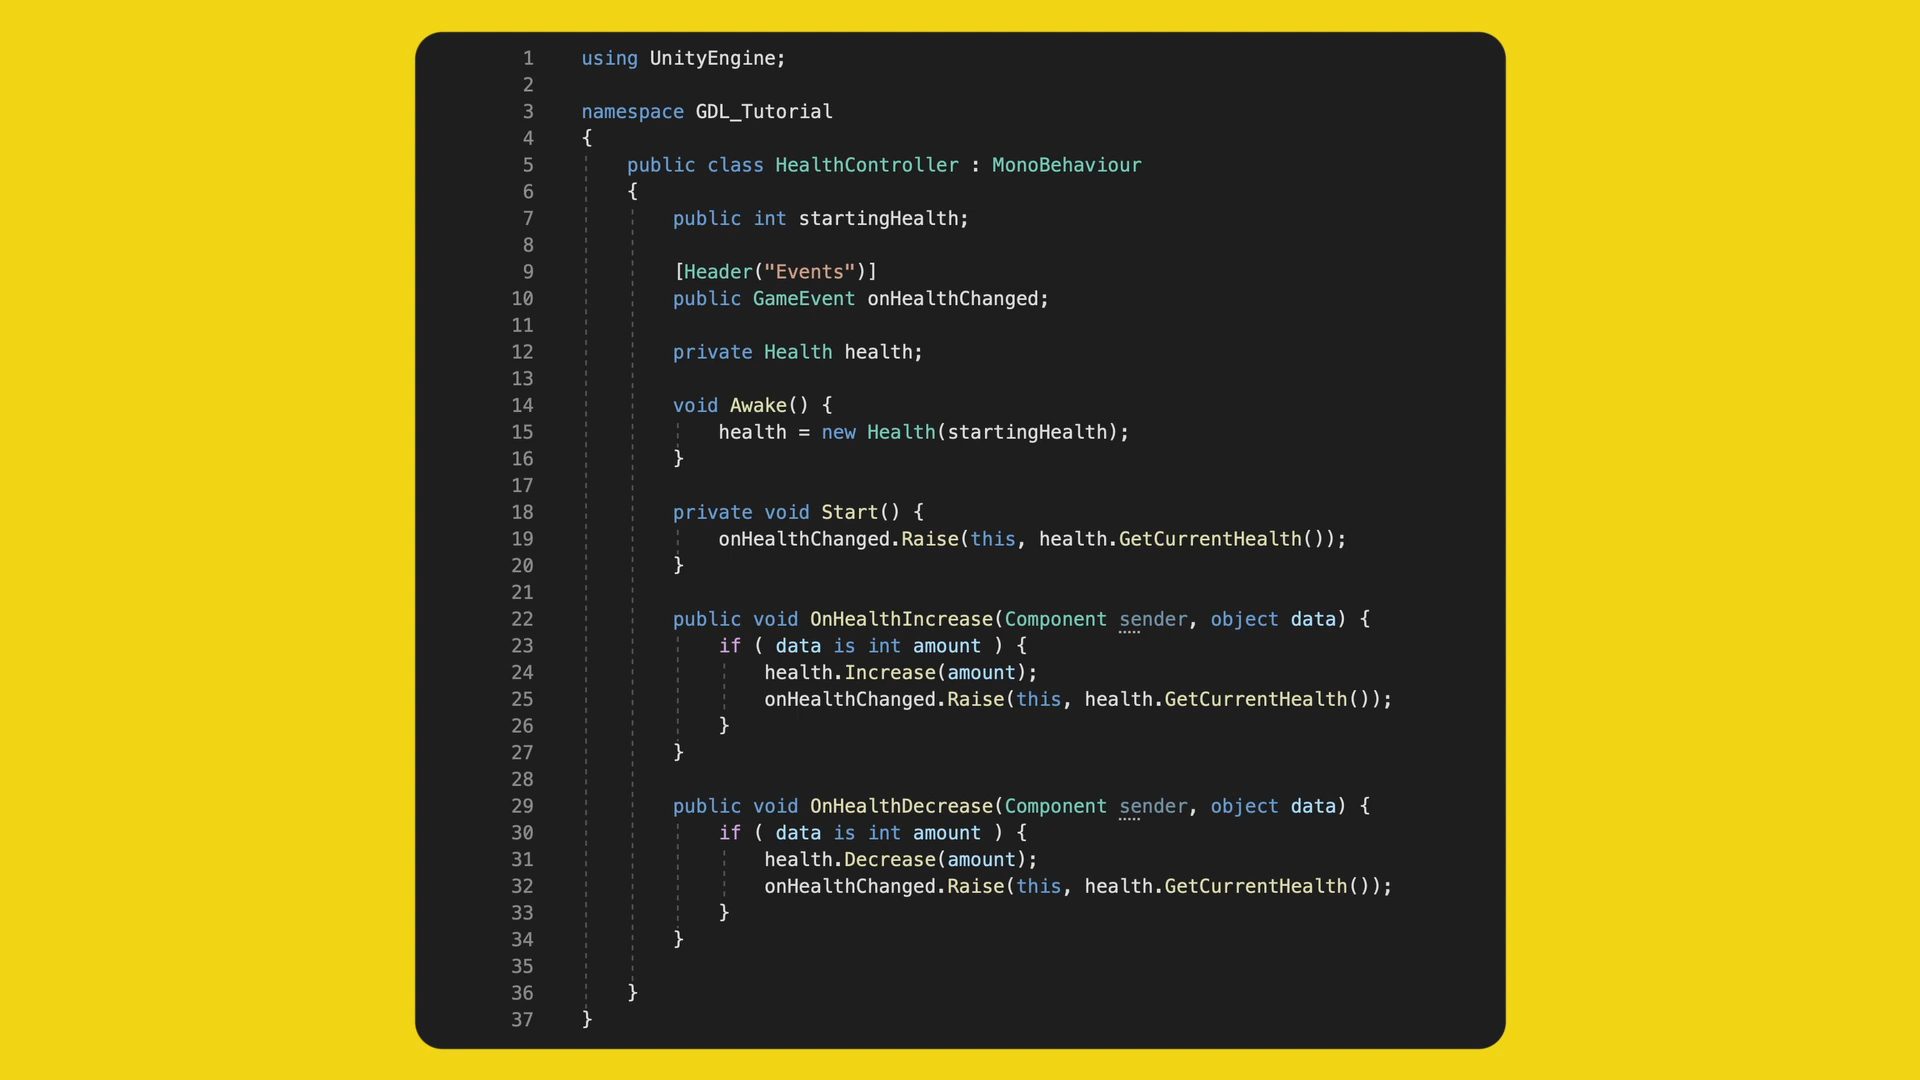 1 using UnityEngine;
2
3 namespace GDL_Tutorial
4 {
5 public class HealthController : MonoBehaviour
6 {
7 public int startingHealth;
8
9 [Header("Events")]
10 public GameEvent onHealthChanged;
11
12 private Health health;
13
14 void Awake() {
15 health = new Health(startingHealth);
16 }
17
18 private void Start() {
19 onHealthChanged.Raise(this, health.GetCurrentHealth());
20 }
21
22 public void OnHealthIncrease(Component sender, object data) {
23 if ( data is int amount ) {
24 health.Increase(amount);
25 onHealthChanged.Raise(this, health.GetCurrentHealth());
26 }
27 }
28
29 public void OnHealthDecrease(Component sender, object data) {
30 if ( data is int amount ) {
31 health.Decrease(amount);
32 onHealthChanged.Raise(this, health.GetCurrentHealth());
33 }
34 }
35
36 }
37 }